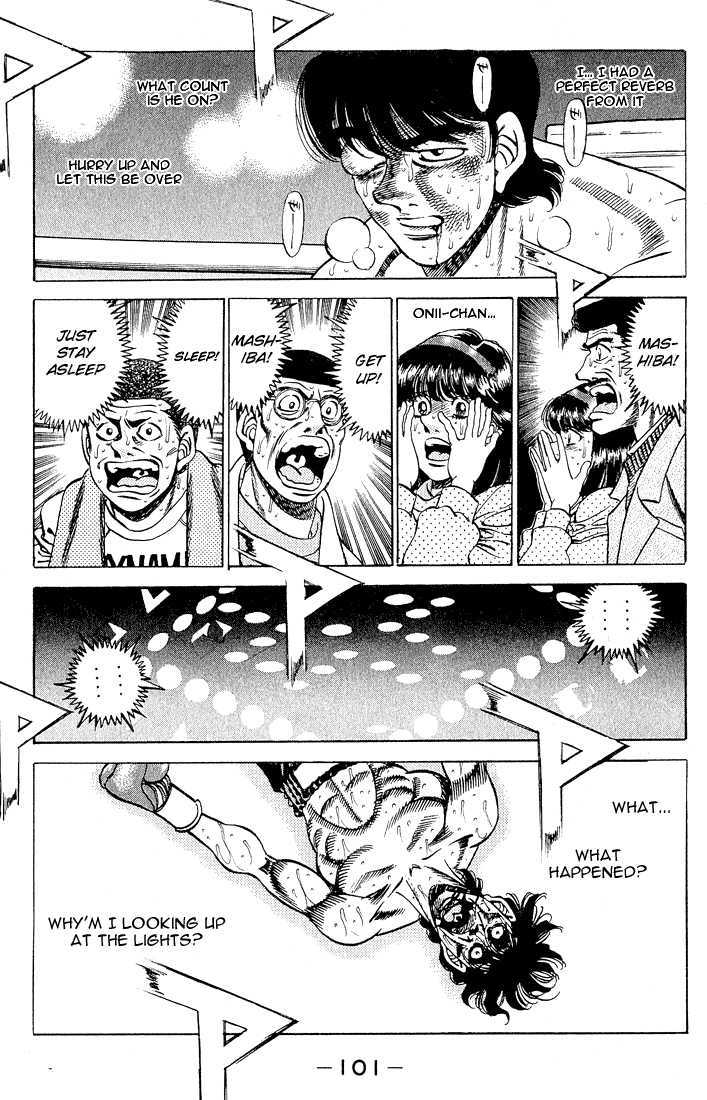 I... I HAD A
PERFECT REVERB
FROM IT
WHAT COUNT
IS HE ON?
HURRY UP AND
LET THIS BE OVER
MAS-
HIBA!
ONII-CHAN...
GET
UP!
MASH-
IBA!
SLEEP!
JUST
STAY
ASLEEP
YNAM
. . . . . .
. . . . . .
WHAT...
WHAT
HAPPENED?
WHY'M I LOOKING UP
AT THE LIGHTS?
-101-